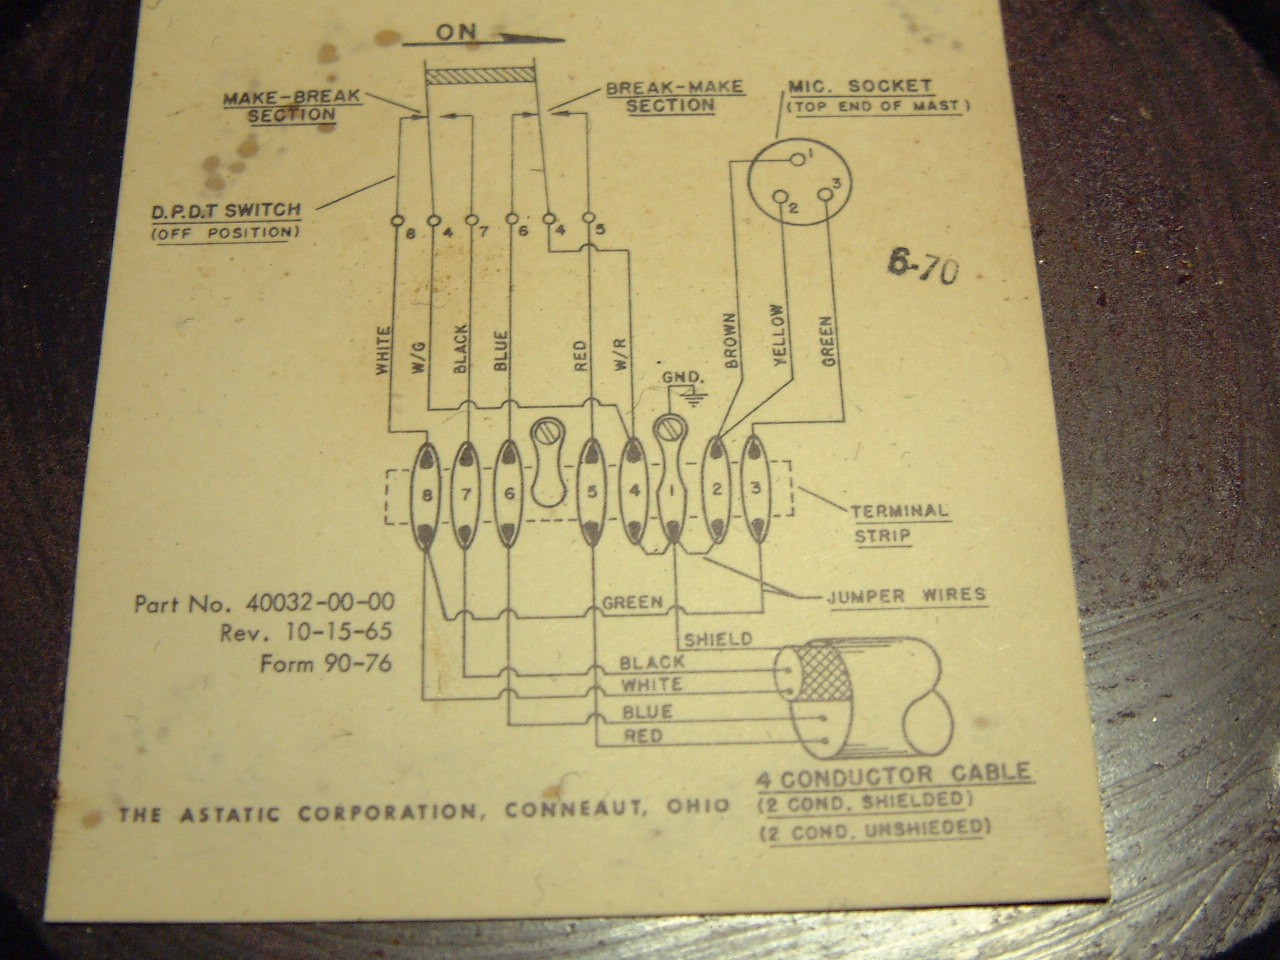 ON
MAKE-BREAK
SECTION
BREAK-MAKE
SECTION
MIC. SOCKET
(TOP END OF MAST)
1
2
3
D.P.D.T SWITCH
(OFF POSITION)
8 4 7 6 4 5
6-70
WHITE
W/G
BLACK
BLUE
RED
W/R
BROWN
YELLOW
GREEN
GND.
8 7 6 5 4 1 2 3
TERMINAL
STRIP
JUMPER WIRES
GREEN
SHIELD
BLACK
WHITE
BLUE
RED
Part No. 40032-00-00
Rev. 10-15-65
Form 90-76
4 CONDUCTOR CABLE
(2 COND. SHIELDED)
(2 COND. UNSHIEDED)
THE ASTATIC CORPORATION, CONNEAUT, OHIO